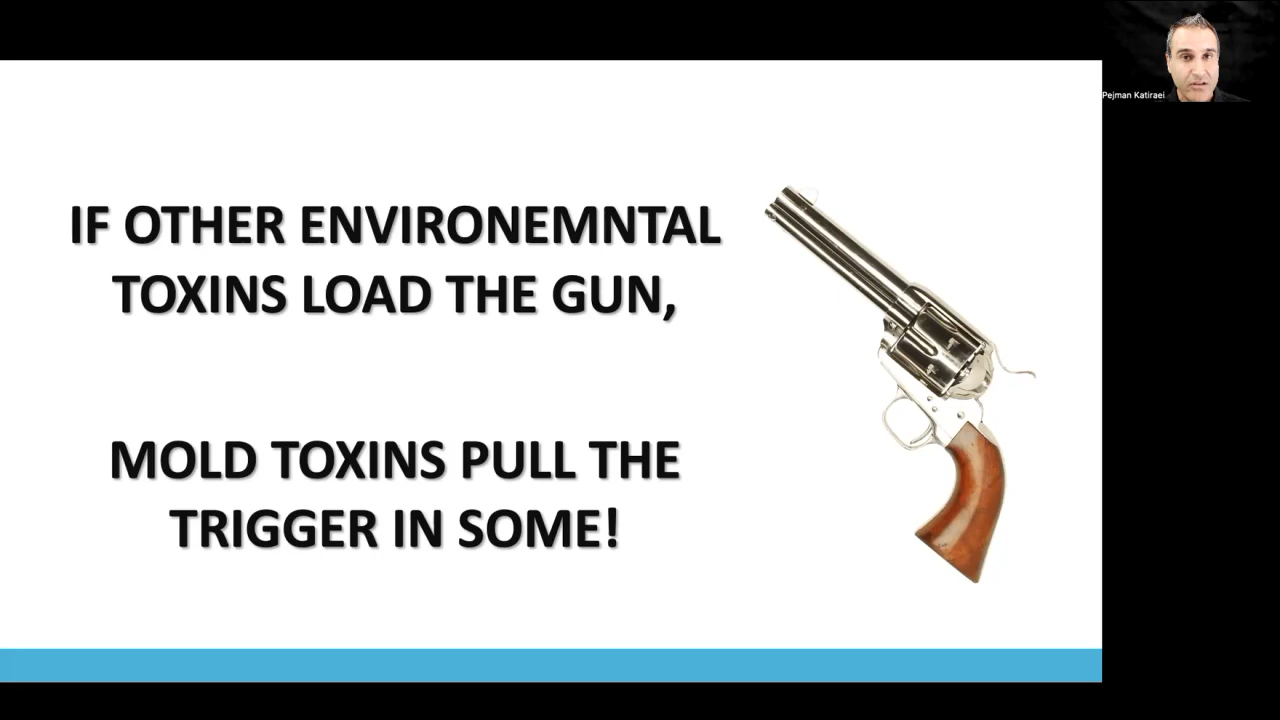 IF OTHER ENVIRONEMNTAL
TOXINS LOAD THE GUN,
MOLD TOXINS PULL THE
TRIGGER IN SOME!
Pejman Katiraei